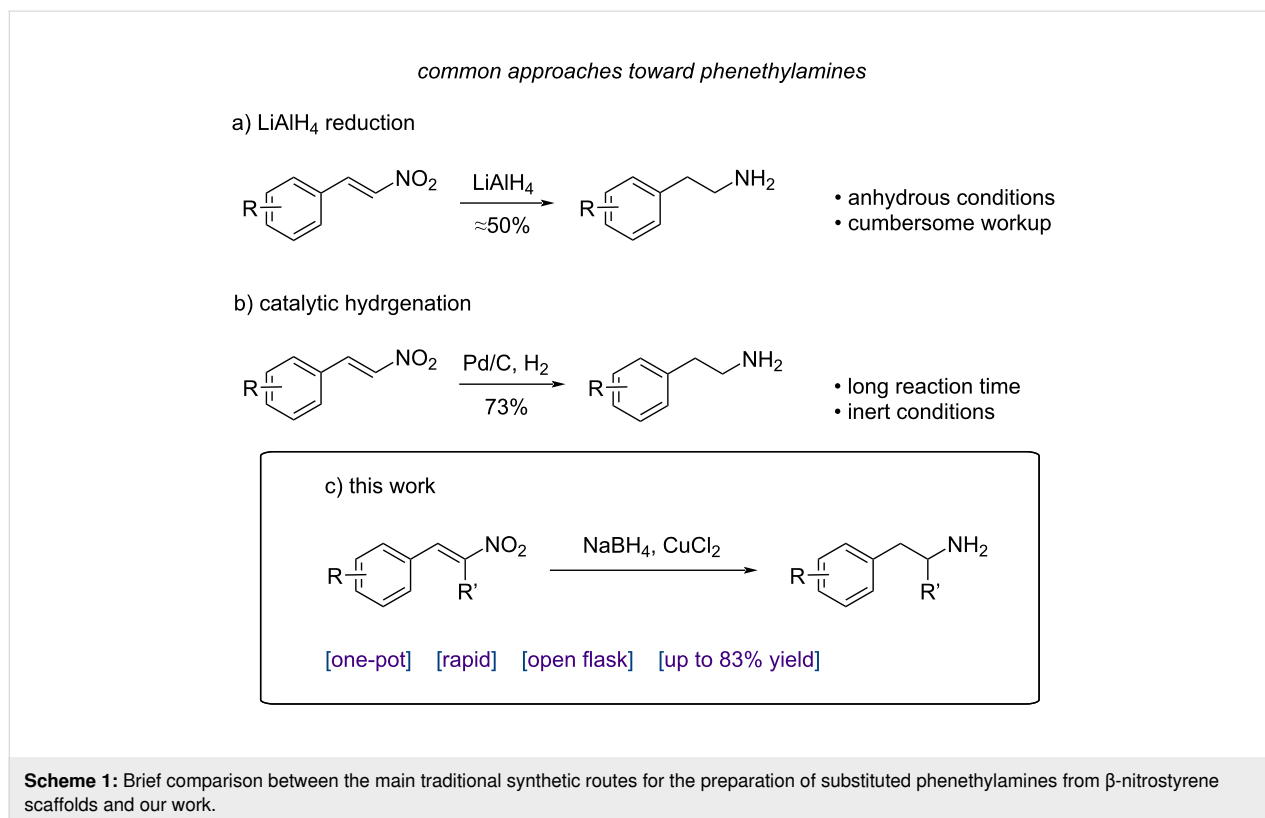 common approaches toward phenethylamines
a) LiAlH4 reduction
R
NO2
LiAlH4
≈50%
R
NH2
• anhydrous conditions
• cumbersome workup
b) catalytic hydrgenation
R
NO2
Pd/C, H2
73%
R
NH2
• long reaction time
• inert conditions
c) this work
R
NO2
R'
NaBH4, CuCl2
R
NH2
R'
[one-pot] [rapid] [open flask] [up to 83% yield]
Scheme 1: Brief comparison between the main traditional synthetic routes for the preparation of substituted phenethylamines from β-nitrostyrene
scaffolds and our work.